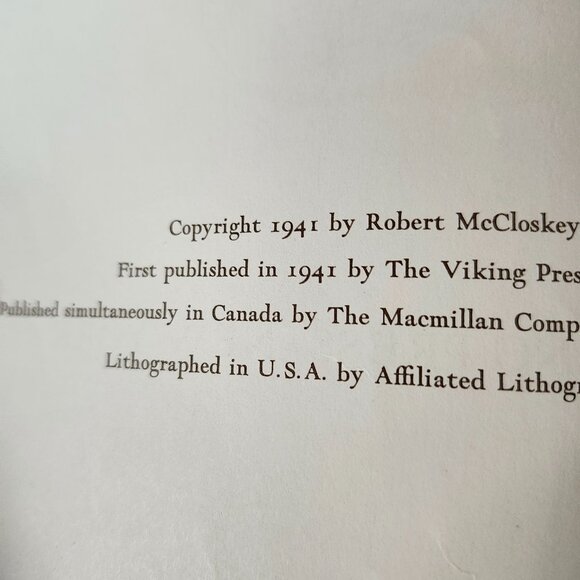 Copyright 1941 by Robert McCloskey
First published in 1941 by The Viking Pres
Published simultaneously in Canada by The Macmillan Comp
Lithographed in U.S.A. by Affiliated Lithogr